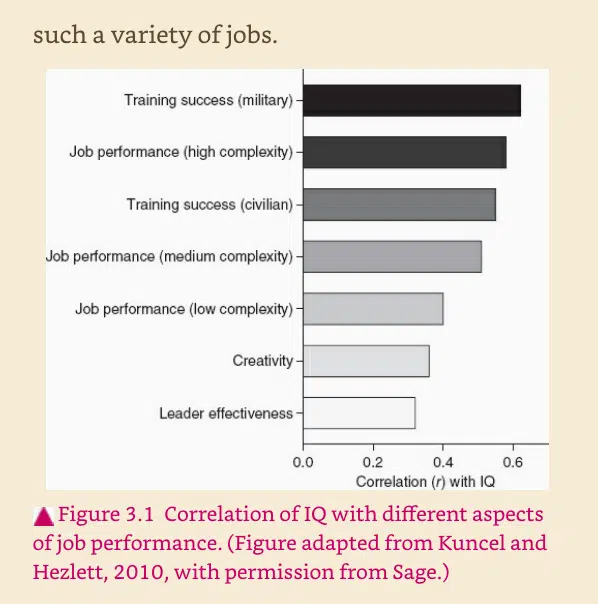 such a variety of jobs.
Training success (military)
Job performance (high complexity)
Training success (civilian)
Job performance (medium complexity)
Job performance (low complexity)
Creativity
Leader effectiveness
0.0 0.2 0.4 0.6
Correlation (r) with IQ
Figure 3.1 Correlation of IQ with different aspects
of job performance. (Figure adapted from Kuncel and
Hezlett, 2010, with permission from Sage.)